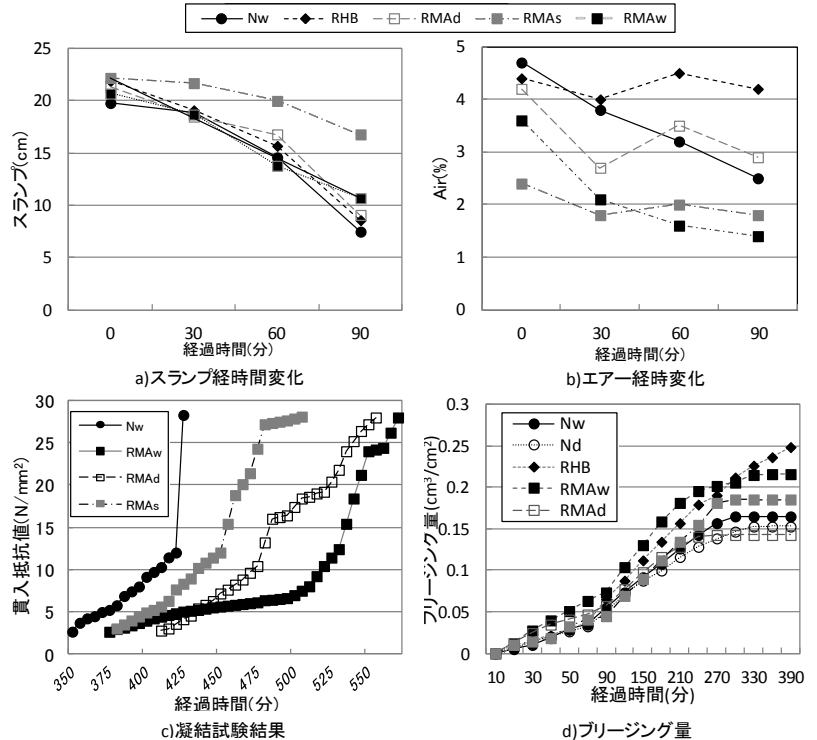 Nw RHB RMAd RMAs RMAw
25
20
15
10
5
0
スランプ(cm)
0 30 60 90
経過時間(分)
a)スランプ経時間変化
5
4
3
2
1
0
Air(%)
0 30 60 90
経過時間(分)
b)エアー経時変化
30
25
20
15
10
5
0
貫入抵抗値(N/mm²)
Nw
RMAw
RMAd
RMAs
350 375 400 425 450 475 500 525 550
経過時間(分)
c)凝結試験結果
0.3
0.25
0.2
0.15
0.1
0.05
0
フリージング量(cm³/cm²)
Nw
Nd
RHB
RMAw
RMAd
10 30 50 90 150 210 270 330 390
経過時間(分)
d)ブリージング量